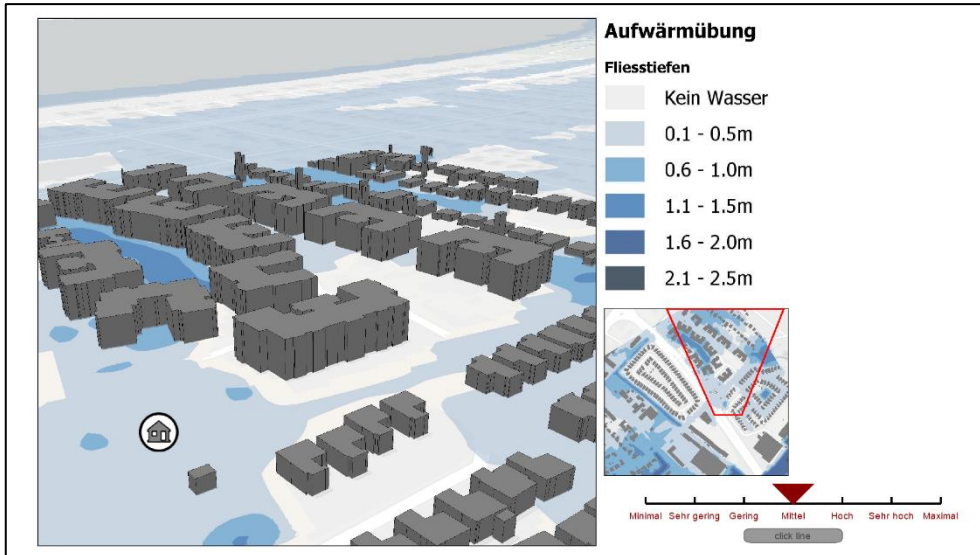 Aufwärmübung
Fliesstiefen
Kein Wasser
0.1 - 0.5m
0.6 - 1.0m
1.1 - 1.5m
1.6 - 2.0m
2.1 - 2.5m
Minimal Sehr gering Gering Mittel Hoch Sehr hoch Maximal
click line